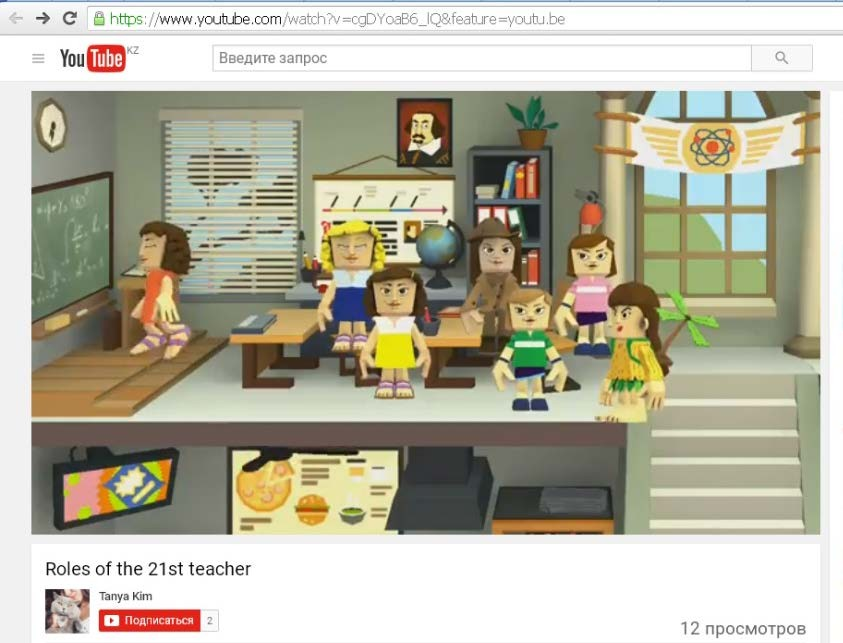 https://www.youtube.com/watch?v=cgDYoaB6_lQ&feature=youtu.be
YouTube KZ
Введите запрос
Roles of the 21st teacher
Tanya Kim
Подписаться 2
12 просмотров